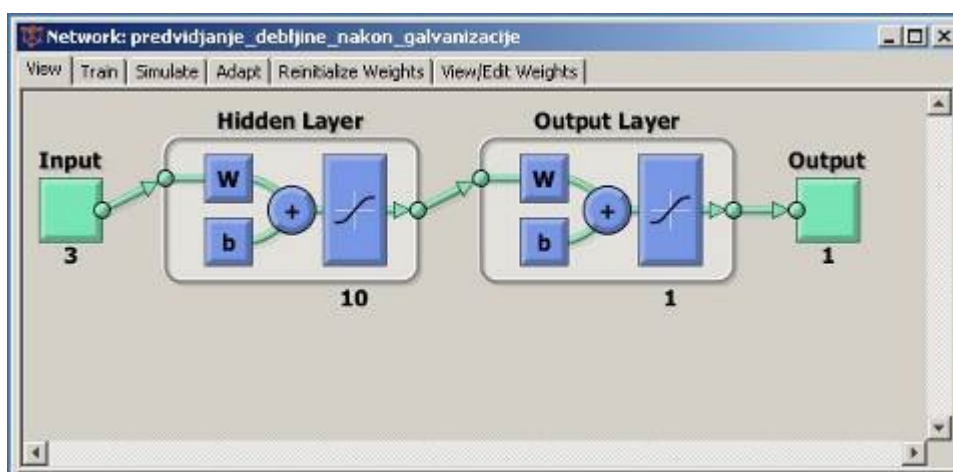 Network: predvidjanje_debljine_nakon_galvanizacije
View Train Simulate Adapt Reinitialize Weights View/Edit Weights
Hidden Layer Output Layer
Input Output
W W
+ +
b b
3 1
10 1